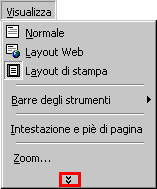 Visualizza
Normale
Layout Web
Layout di stampa
Barre degli strumenti
Intestazione e piè di pagina
Zoom...